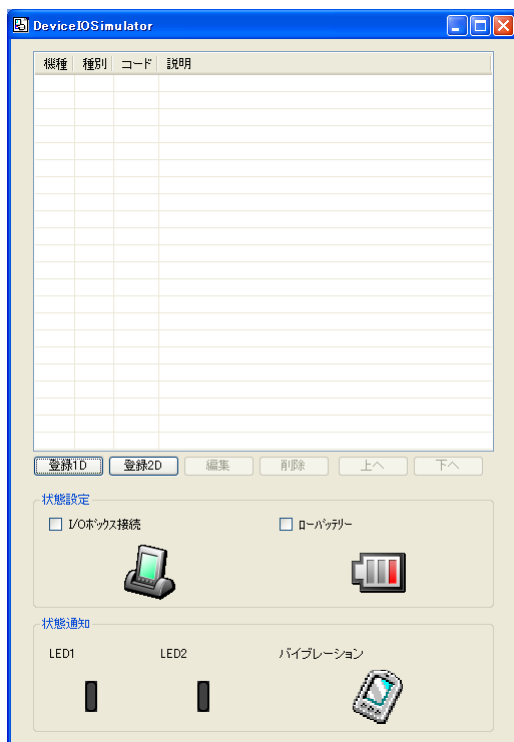 DeviceIOSimulator
機種 種別 コード 説明
登録1D 登録2D 編集 削除 上へ 下へ
状態設定
I/Oボックス接続 ローバッテリー
状態通知
LED1 LED2 バイブレーション